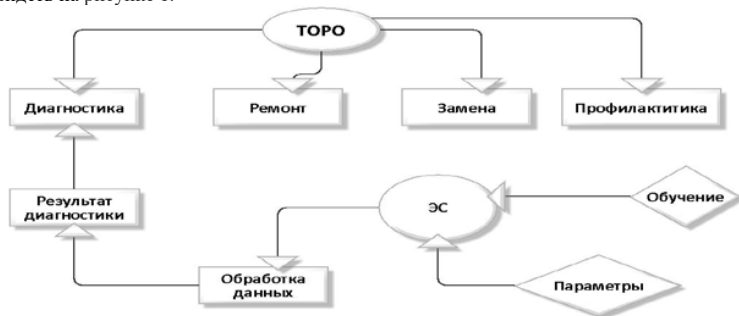 ТОРО
Диагностика
Ремонт
Замена
Профилактитика
Результат
диагностики
ЭС
Обучение
Обработка
данных
Параметры